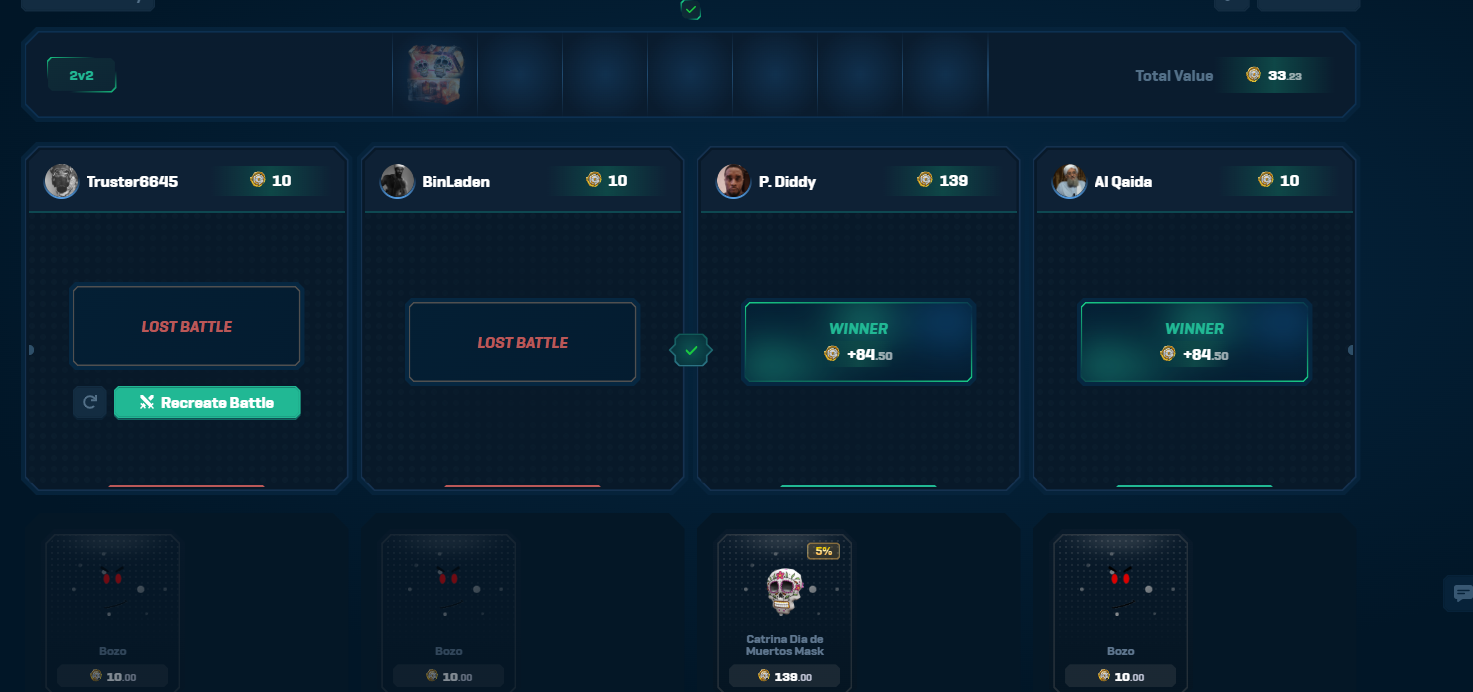 2v2
Total Value 33.23
Truster6645 10
BinLaden 10
P. Diddy 139
Al Qaida 10
LOST BATTLE
Recreate Battle
LOST BATTLE
WINNER
+84.50
WINNER
+84.50
Bozo
10.00
Bozo
10.00
5%
Catrina Dia de
Muertos Mask
139.00
Bozo
10.00